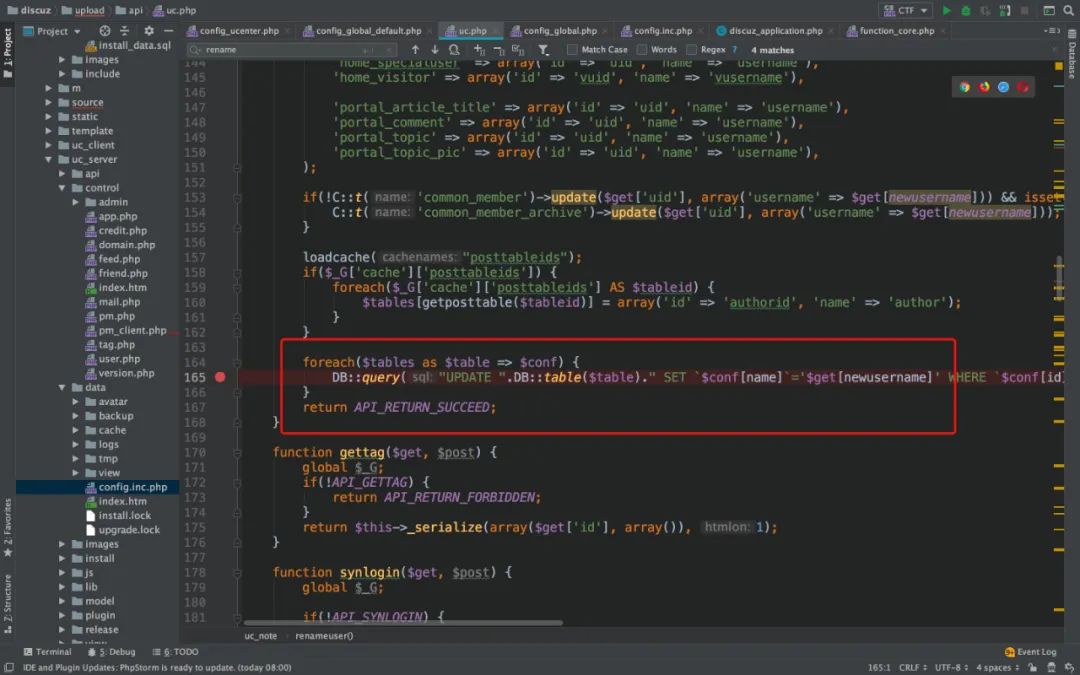 discuz upload api uc.php CTF
Project config_ucenter.php config_global_default.php uc.php config_global.php config.inc.php discuz_application.php function_core.php
rename Match Case Words Regex ? 4 matches
1: Project
Database
2: Favorites
Z: Structure
install_data.sql
images
include
m
source
static
template
uc_client
uc_server
api
control
admin
app.php
credit.php
domain.php
feed.php
friend.php
index.htm
mail.php
pm.php
pm_client.php
tag.php
user.php
version.php
data
avatar
backup
cache
logs
tmp
view
config.inc.php
index.htm
install.lock
upgrade.lock
images
install
js
lib
model
plugin
release
144 'home_specialuser' => array('id' => 'uid', 'name' => 'username'),
145 'home_visitor' => array('id' => 'vuid', 'name' => 'vusername'),
146
147 'portal_article_title' => array('id' => 'uid', 'name' => 'username'),
148 'portal_comment' => array('id' => 'uid', 'name' => 'username'),
149 'portal_topic' => array('id' => 'uid', 'name' => 'username'),
150 'portal_topic_pic' => array('id' => 'uid', 'name' => 'username'),
151 );
152
153 if(!C::t( name: 'common_member')->update($get['uid'], array('username' => $get[newusername])) && isset
154 C::t( name: 'common_member_archive')->update($get['uid'], array('username' => $get[newusername]));
155 }
156
157 loadcache( cachenames: "posttableids");
158 if($_G['cache']['posttableids']) {
159 foreach($_G['cache']['posttableids'] AS $tableid) {
160 $tables[getposttable($tableid)] = array('id' => 'authorid', 'name' => 'author');
161 }
162 }
163
164 foreach($tables as $table => $conf) {
165 DB::query( sql: "UPDATE ".DB::table($table)." SET `$conf[name]`='$get[newusername]' WHERE `$conf[id]
166 }
167 return API_RETURN_SUCCEED;
168 }
169
170 function gettag($get, $post) {
171 global $_G;
172 if(!API_GETTAG) {
173 return API_RETURN_FORBIDDEN;
174 }
175 return $this->_serialize(array($get['id'], array()), htmlon: 1);
176 }
177
178 function synlogin($get, $post) {
179 global $_G;
180
181 if(!API_SYNLOGIN) {
uc_note › renameuser()
Terminal 5: Debug 6: TODO Event Log
IDE and Plugin Updates: PhpStorm is ready to update. (today 08:00) 165:1 CRLF UTF-8 4 spaces